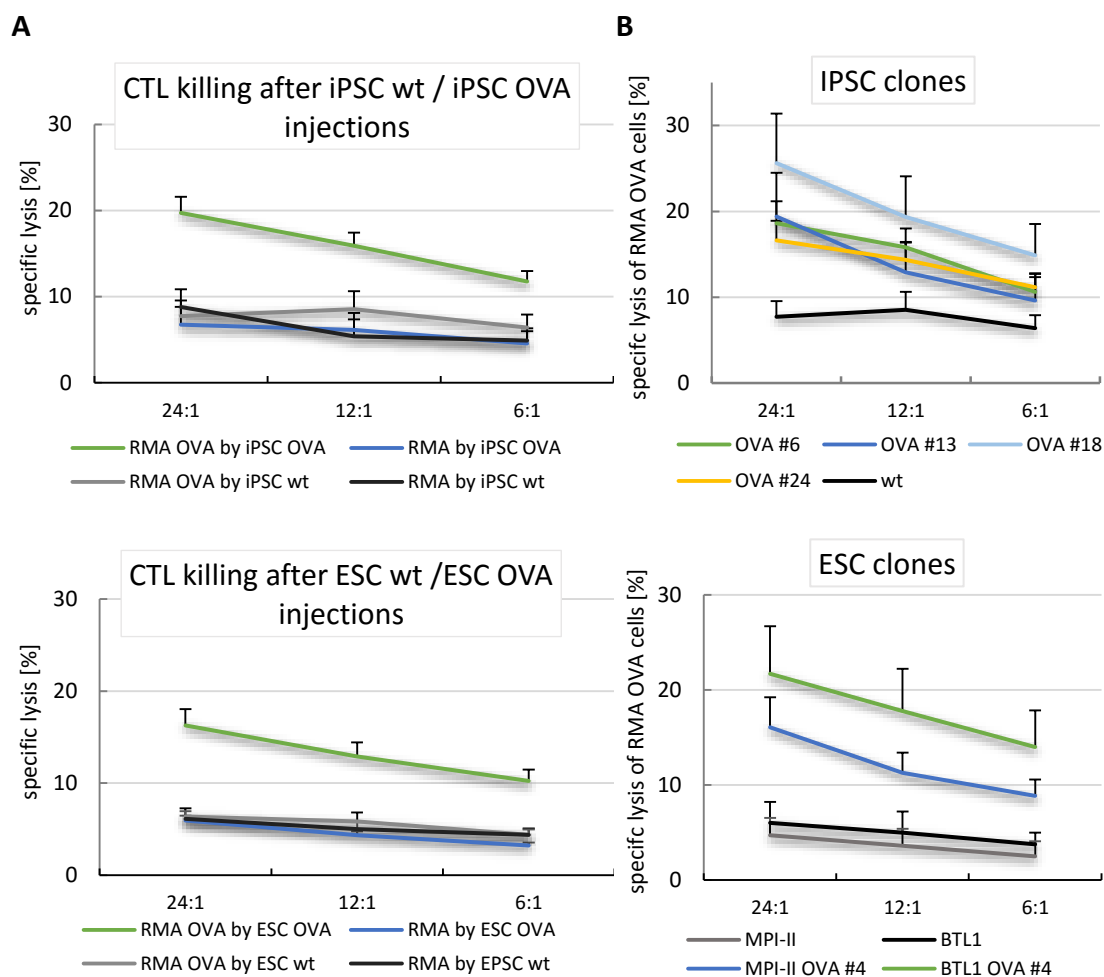 A
CTL killing after iPSC wt / iPSC OVA
injections
specific lysis [%]
30
20
10
0
24:1
12:1
6:1
RMA OVA by iPSC OVA
RMA by iPSC OVA
RMA OVA by iPSC wt
RMA by iPSC wt
B
IPSC clones
specifc lysis of RMA OVA cells [%]
30
20
10
0
24:1
12:1
6:1
OVA #6
OVA #13
OVA #18
OVA #24
wt
CTL killing after ESC wt /ESC OVA
injections
specific lysis [%]
30
20
10
0
24:1
12:1
6:1
RMA OVA by ESC OVA
RMA by ESC OVA
RMA OVA by ESC wt
RMA by EPSC wt
ESC clones
specifc lysis of RMA OVA cells [%]
30
20
10
0
24:1
12:1
6:1
MPI-II
BTL1
MPI-II OVA #4
BTL1 OVA #4